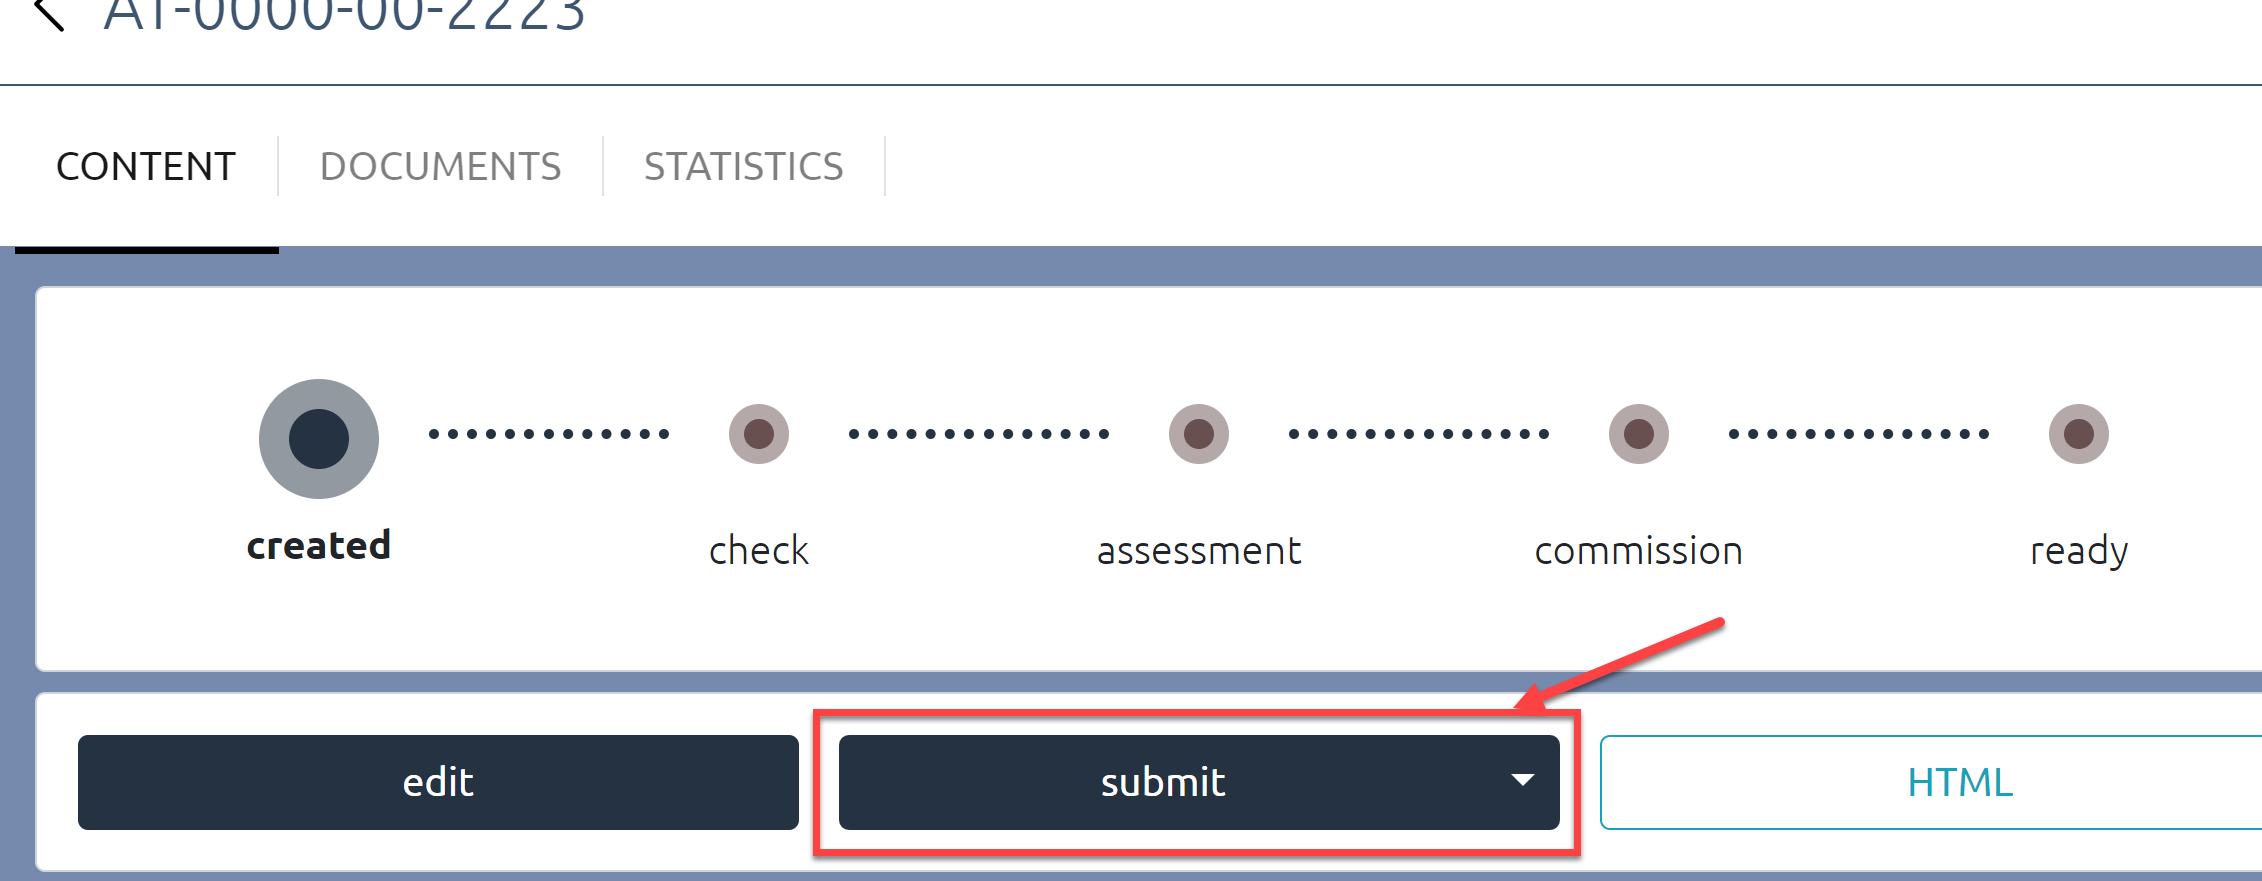 AT-0000-00-2223
CONTENT DOCUMENTS STATISTICS
created check assessment commission ready
edit submit HTML